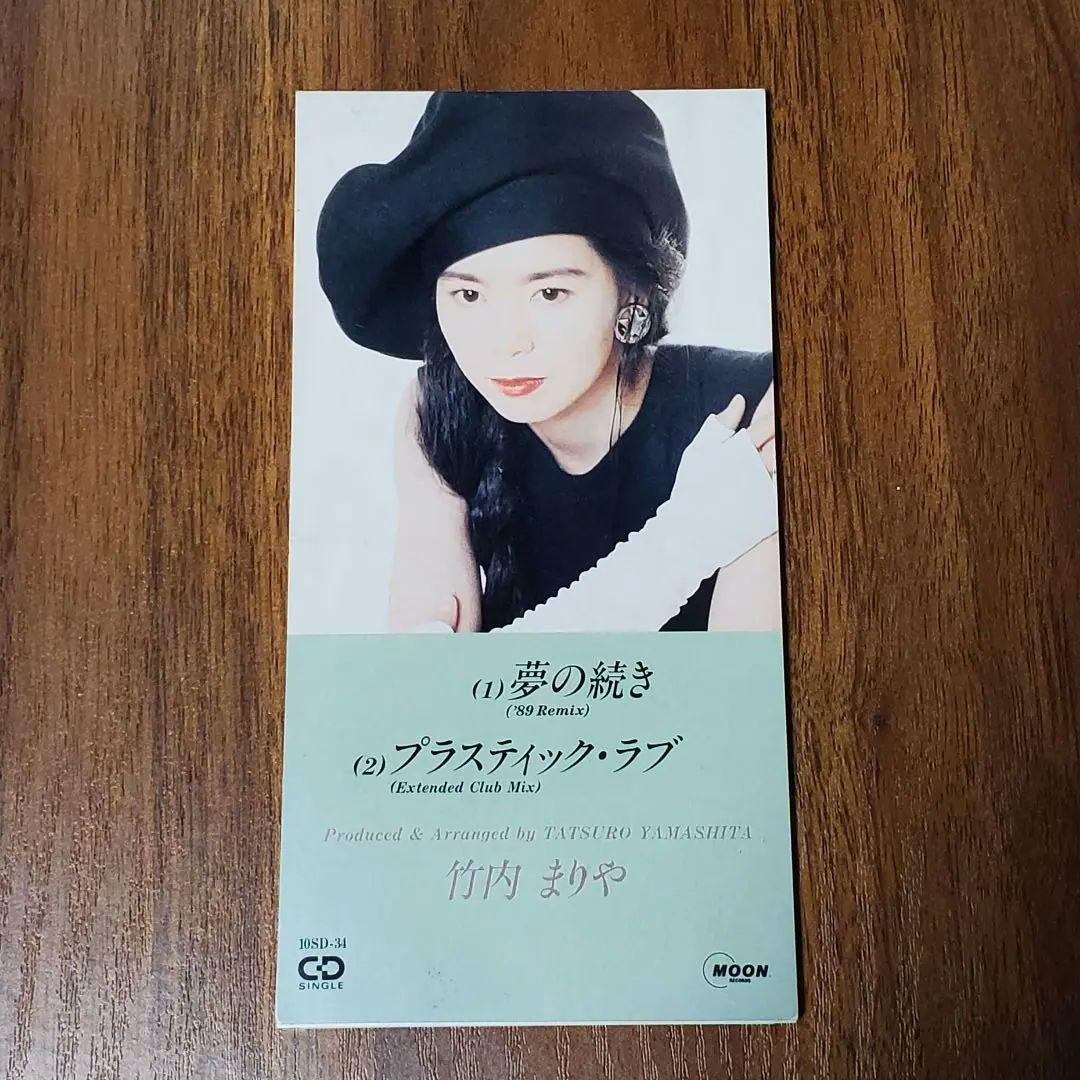 (1)夢の続き
('89 Remix)
(2)プラスティック・ラブ
(Extended Club Mix)
Produced & Arranged by TATSURO YAMASHITA
竹内 まりや
10SD-34
CD
SINGLE
MOON
RECORDS